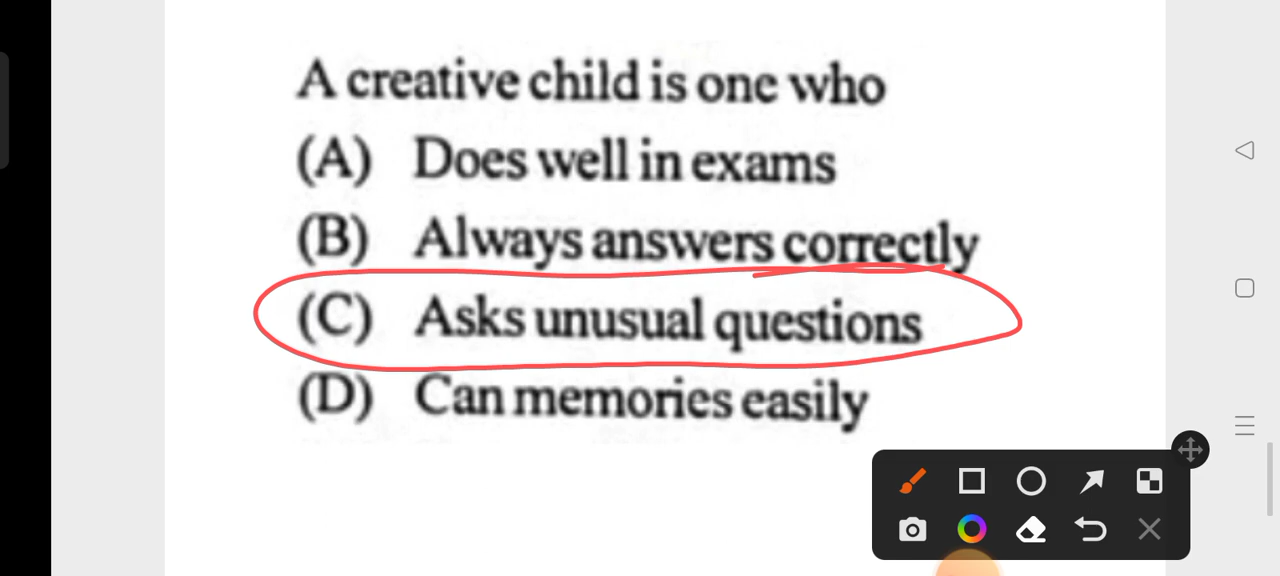 A creative child is one who
(A) Does well in exams
(B) Always answers correctly
(C) Asks unusual questions
(D) Can memories easily